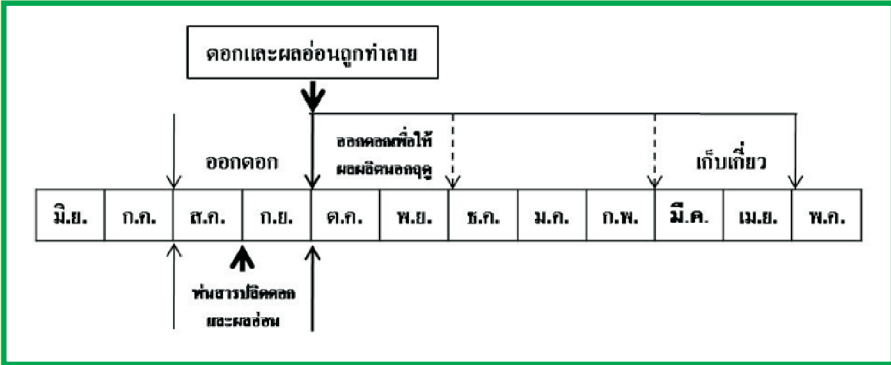 ดอกและผลอ่อนถูกทำลาย
ออกดอก
ออกดอกเพื่อให้
ผลผลิตนอกฤดู
เก็บเกี่ยว
มิ.ย. ก.ค. ส.ค. ก.ย. ต.ค. พ.ย. ธ.ค. ม.ค. ก.พ. มี.ค. เม.ย. พ.ค.
พ่นสารปลิดดอก
และผลอ่อน